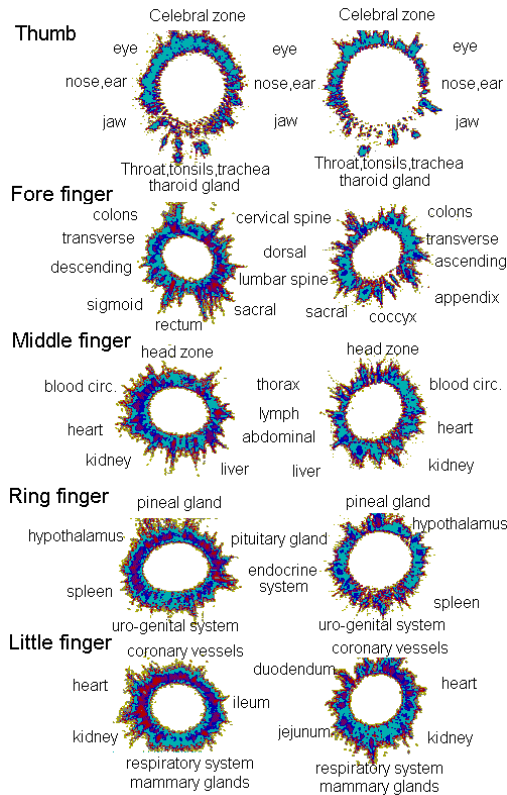 Celebral zone
Celebral zone
Thumb
eye
eye
eye
nose,ear
nose,ear
nose,ear
jaw
jaw
jaw
Throat,tonsils,trachea
tharoid gland
Throat,tonsils,trachea
tharoid gland
Fore finger
colons
cervical spine
colons
transverse
dorsal
transverse
descending
lumbar spine
ascending
sigmoid
sacral
sacral
appendix
rectum
coccyx
Middle finger
head zone
head zone
blood circ.
thorax
blood circ.
heart
lymph
heart
abdominal
kidney
liver
liver
kidney
Ring finger
pineal gland
pineal gland
hypothalamus
pituitary gland
hypothalamus
endocrine
system
spleen
spleen
uro-genital system
uro-genital system
Little finger
coronary vessels
coronary vessels
heart
duodendum
heart
ileum
kidney
jejunum
kidney
respiratory system
mammary glands
respiratory system
mammary glands